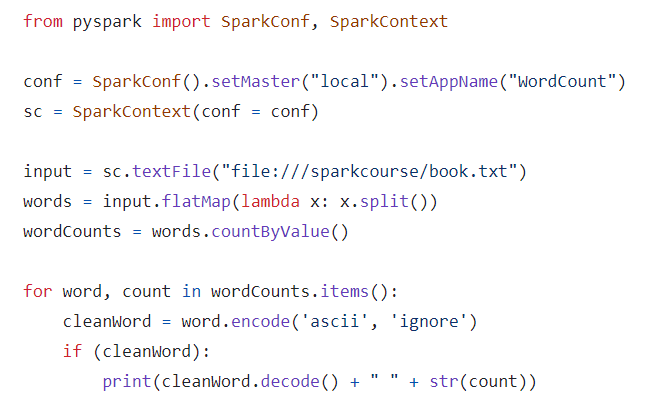 from pyspark import SparkConf, SparkContext

conf = SparkConf().setMaster("local").setAppName("WordCount")
sc = SparkContext(conf = conf)

input = sc.textFile("file:///sparkcourse/book.txt")
words = input.flatMap(lambda x: x.split())
wordCounts = words.countByValue()

for word, count in wordCounts.items():
    cleanWord = word.encode('ascii', 'ignore')
    if (cleanWord):
        print(cleanWord.decode() + " " + str(count))